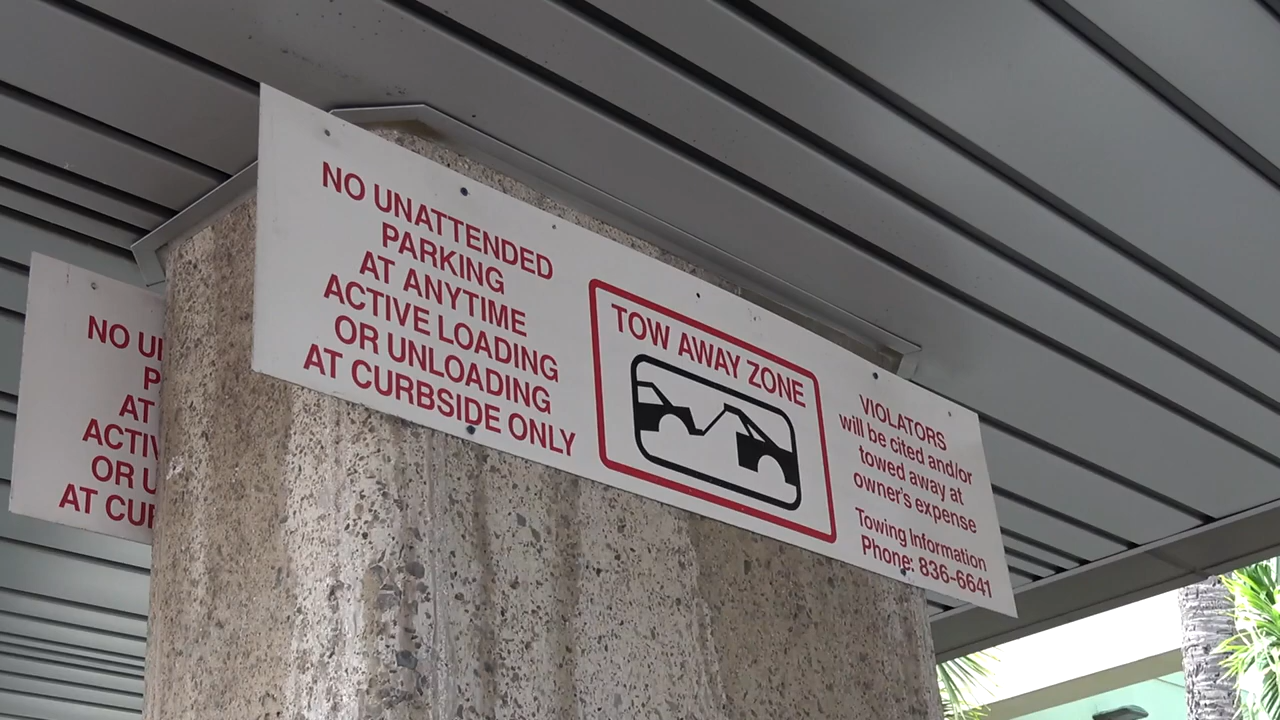 NO UNATTENDED
PARKING
AT ANYTIME
ACTIVE LOADING
OR UNLOADING
AT CURBSIDE ONLY
TOW AWAY ZONE
VIOLATORS
will be cited and/or
towed away at
owner's expense
Towing Information
Phone: 836-6641
NO U
P
AT
ACTIV
OR U
AT CUR